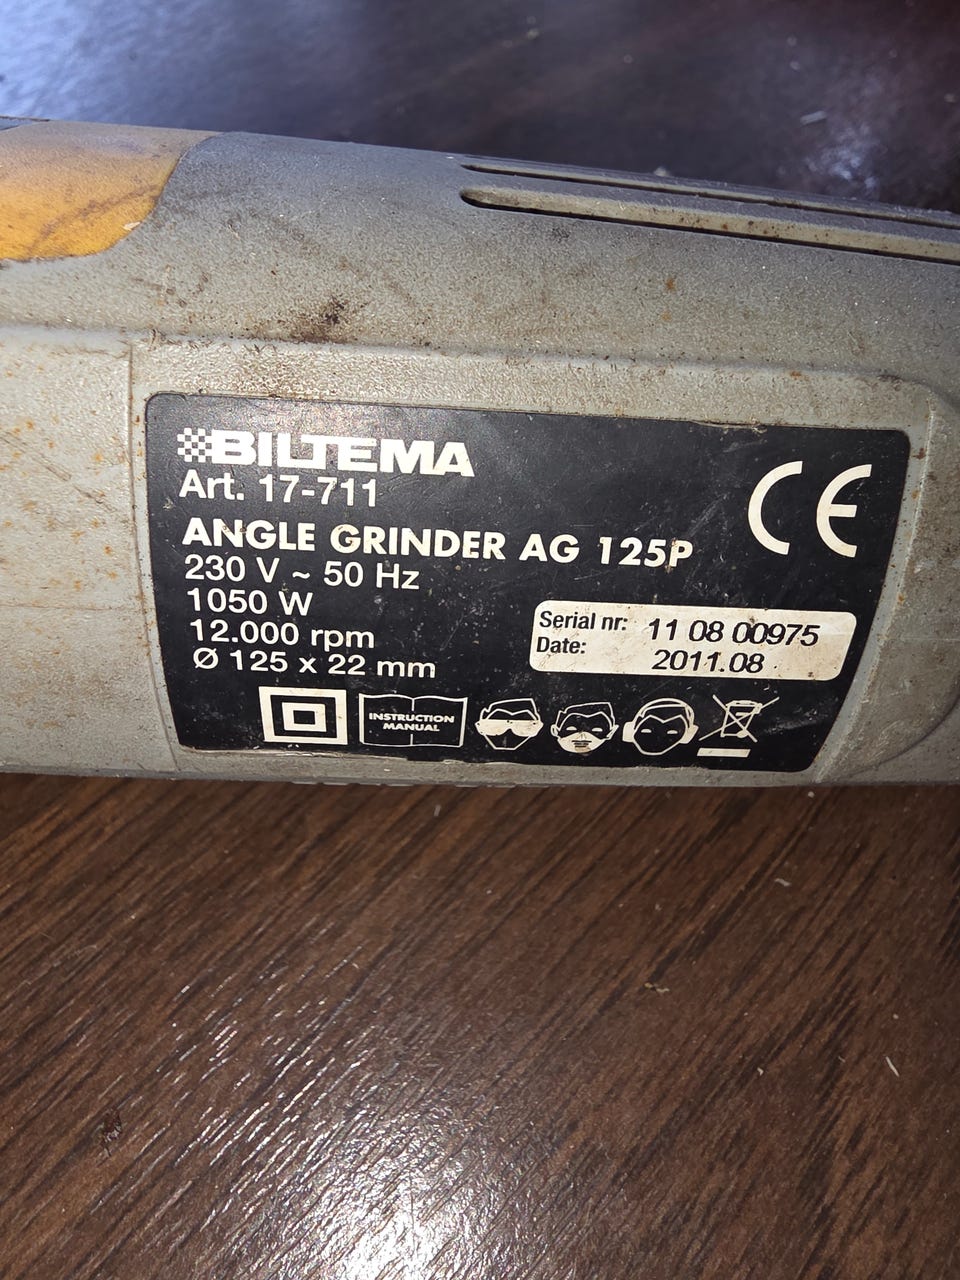 BILTEMA
Art. 17-711
ANGLE GRINDER AG 125P
230 V ~ 50 Hz
1050 W
12.000 rpm
Ø 125 x 22 mm
CE
Serial nr: 11 08 00975
Date: 2011.08
INSTRUCTION
MANUAL